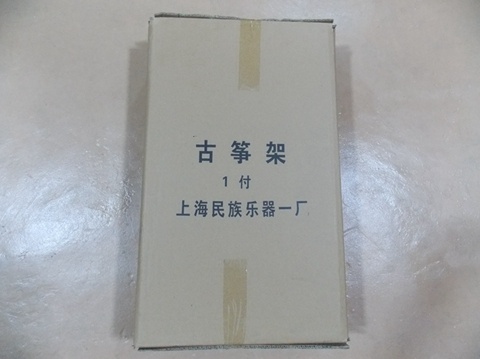 古筝架
1 付
上海民族乐器一厂